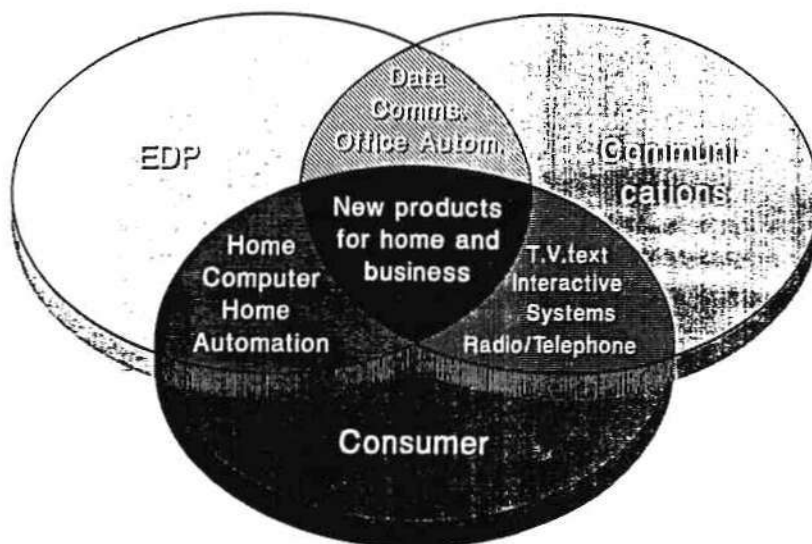 Data
Comms.
Office Autom.
EDP
Communi
cations
New products
for home and
business
Home
Computer
Home
Automation
T.V.text
Interactive
Systems
Radio/Telephone
Consumer